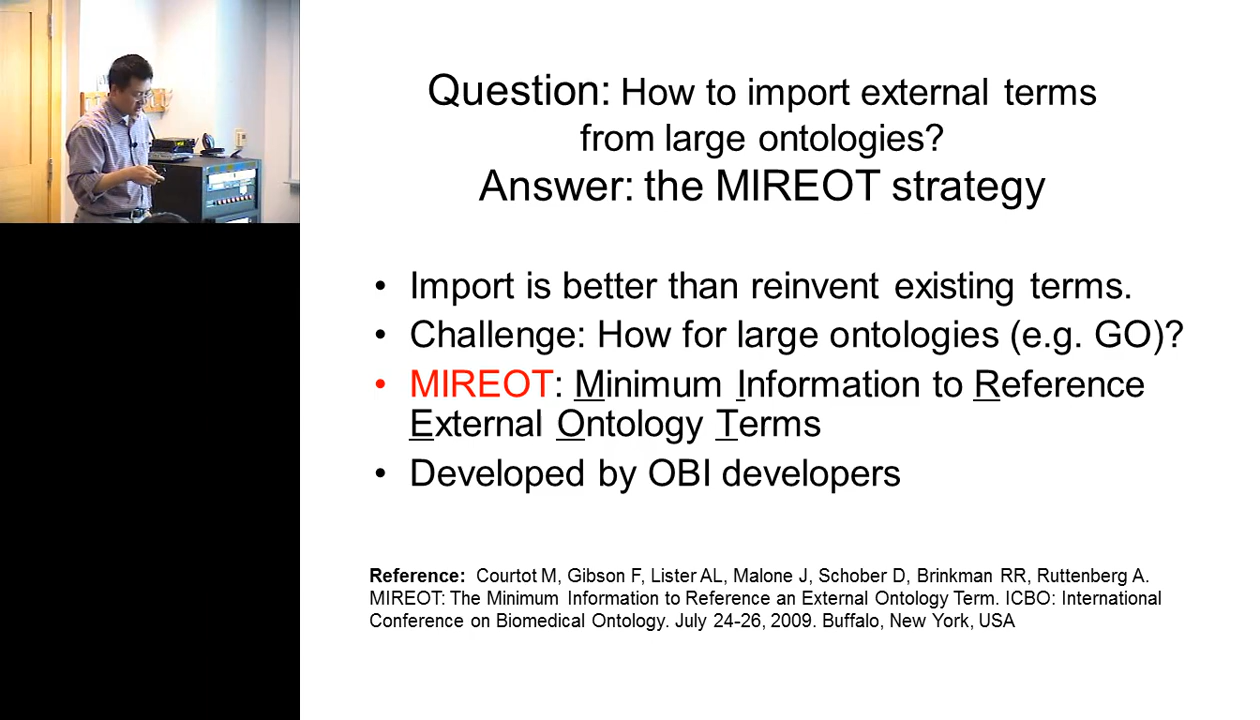 Question: How to import external terms
from large ontologies?
Answer: the MIREOT strategy
• Import is better than reinvent existing terms.
• Challenge: How for large ontologies (e.g. GO)?
• MIREOT: Minimum Information to Reference
External Ontology Terms
• Developed by OBI developers
Reference: Courtot M, Gibson F, Lister AL, Malone J, Schober D, Brinkman RR, Ruttenberg A.
MIREOT: The Minimum Information to Reference an External Ontology Term. ICBO: International
Conference on Biomedical Ontology. July 24-26, 2009. Buffalo, New York, USA